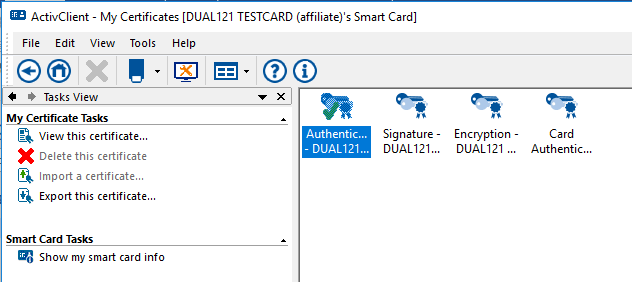 ActivClient - My Certificates [DUAL121 TESTCARD (affiliate)'s Smart Card]
File Edit View Tools Help
Tasks View
My Certificate Tasks
View this certificate...
Delete this certificate
Import a certificate...
Export this certificate...
Smart Card Tasks
Show my smart card info
Authentic...
- DUAL121...
Signature -
DUAL121...
Encryption -
DUAL121 ...
Card
Authentic...